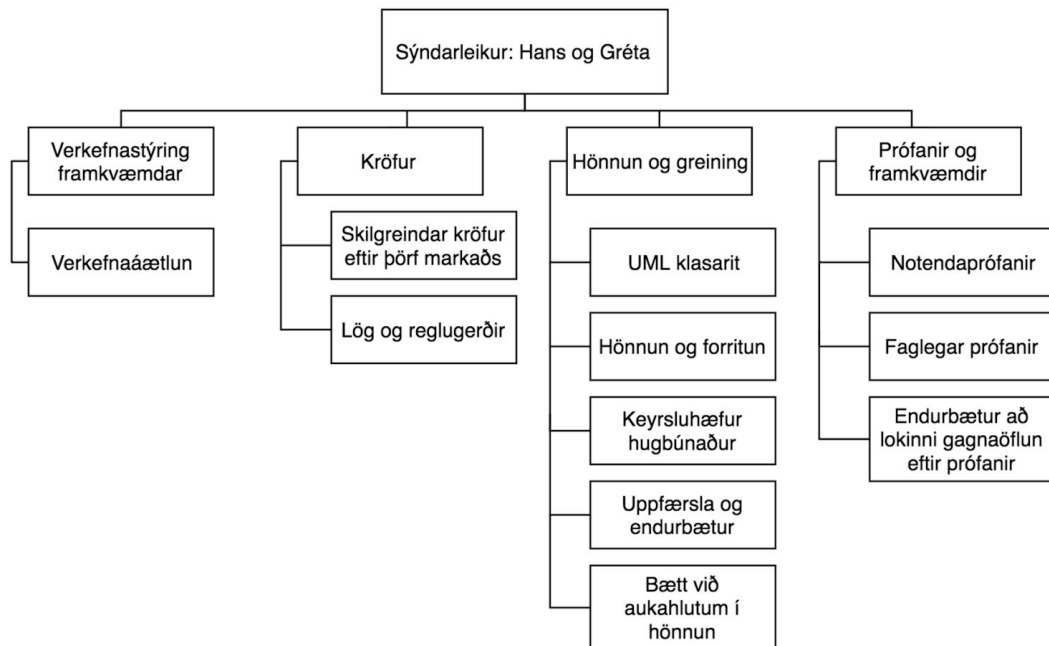 Sýndarleikur: Hans og Gréta
Verkefnastýring
framkvæmdar
Verkefnaáætlun
Kröfur
Skilgreindar kröfur
eftir þörf markaðs
Lög og reglugerðir
Hönnun og greining
UML klasarit
Hönnun og forritun
Keyrsluhæfur
hugbúnaður
Uppfærsla og
endurbætur
Bætt við
aukahlutum í
hönnun
Prófanir og
framkvæmdir
Notendaprófanir
Faglegar prófanir
Endurbætur að
lokinni gagnaöflun
eftir prófanir